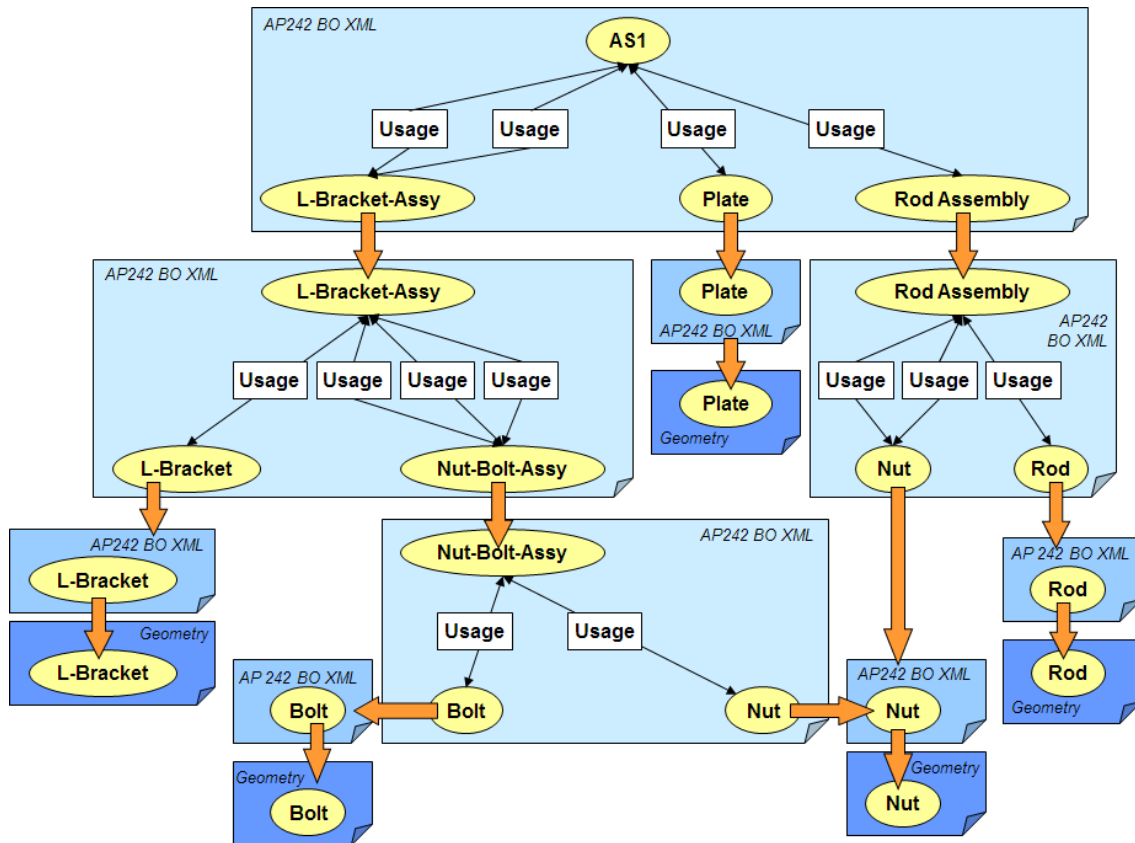 AP242 BO XML
AS1
Usage
Usage
Usage
Usage
L-Bracket-Assy
Plate
Rod Assembly
AP242 BO XML
L-Bracket-Assy
Usage
Usage
Usage
Usage
L-Bracket
Nut-Bolt-Assy
Plate
AP242 BO XML
Plate
Geometry
Rod Assembly
AP242
BO XML
Usage
Usage
Usage
Nut
Rod
AP242 BO XML
L-Bracket
Geometry
L-Bracket
AP242 BO XML
Nut-Bolt-Assy
Usage
Usage
Bolt
Nut
AP 242 BO XML
Rod
Rod
Geometry
AP 242 BO XML
Bolt
Geometry
Bolt
AP242 BO XML
Nut
Geometry
Nut